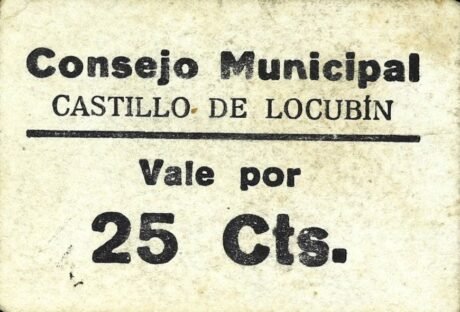 Consejo Municipal
CASTILLO DE LOCUBÍN
Vale por
25 Cts.